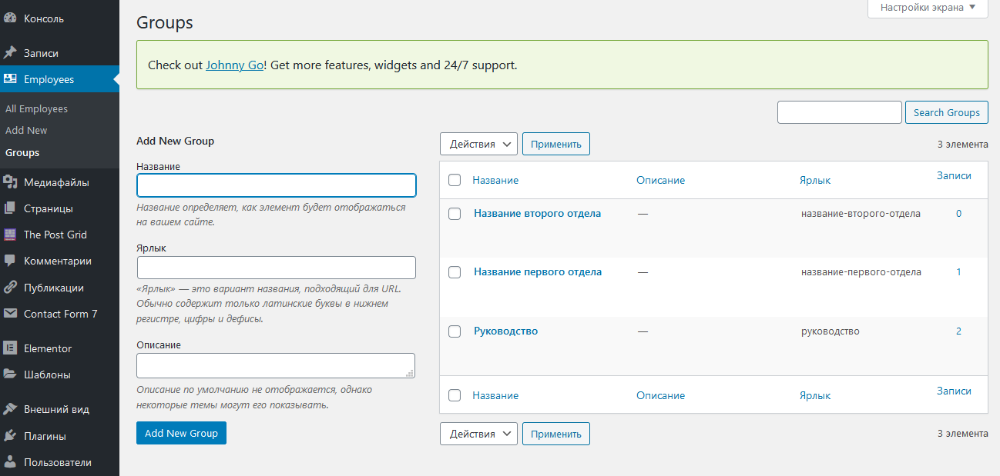 Консоль
Записи
Employees
All Employees
Add New
Groups
Медиафайлы
Страницы
The Post Grid
Комментарии
Публикации
Contact Form 7
Elementor
Шаблоны
Внешний вид
Плагины
Пользователи
Настройки экрана
Groups
Check out Johnny Go! Get more features, widgets and 24/7 support.
Search Groups
Add New Group
Название
Название определяет, как элемент будет отображаться
на вашем сайте.
Ярлык
«Ярлык» — это вариант названия, подходящий для URL.
Обычно содержит только латинские буквы в нижнем
регистре, цифры и дефисы.
Описание
Описание по умолчанию не отображается, однако
некоторые темы могут его показывать.
Add New Group
Действия Применить 3 элемента
Название Описание Ярлык Записи
Название второго отдела — название-второго-отдела 0
Название первого отдела — название-первого-отдела 1
Руководство — руководство 2
Название Описание Ярлык Записи
Действия Применить 3 элемента